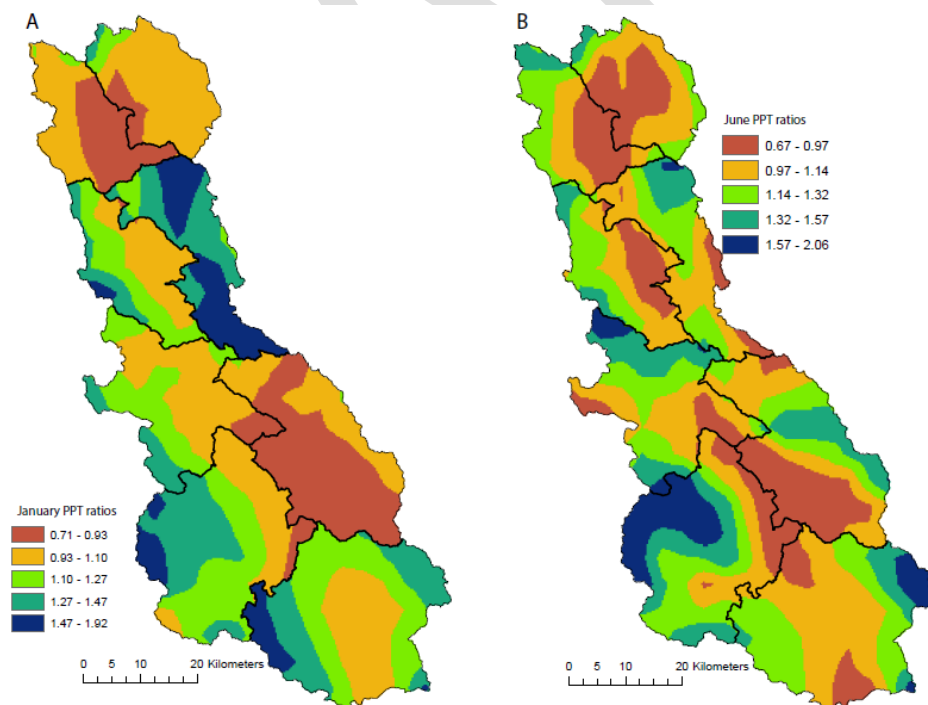 A
B
June PPT ratios
0.67 - 0.97
0.97 - 1.14
1.14 - 1.32
1.32 - 1.57
1.57 - 2.06
January PPT ratios
0.71 - 0.93
0.93 - 1.10
1.10 - 1.27
1.27 - 1.47
1.47 - 1.92
0 5 10 20 Kilometers
0 5 10 20 Kilometers